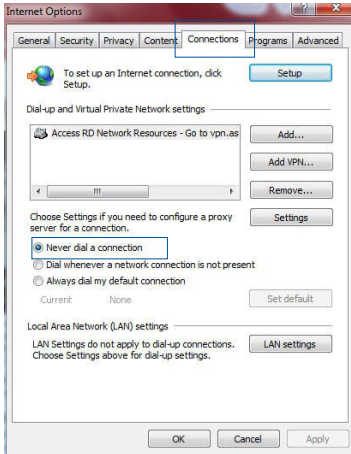 Internet Options
General Security Privacy Content Connections Programs Advanced
To set up an Internet connection, click
Setup.
Setup
Dial-up and Virtual Private Network settings
Access RD Network Resources - Go to vpn.as
Add...
Add VPN...
Remove...
Choose Settings if you need to configure a proxy
server for a connection.
Settings
Never dial a connection
Dial whenever a network connection is not present
Always dial my default connection
Current None
Set default
Local Area Network (LAN) settings
LAN Settings do not apply to dial-up connections.
Choose Settings above for dial-up settings.
LAN settings
OK Cancel Apply